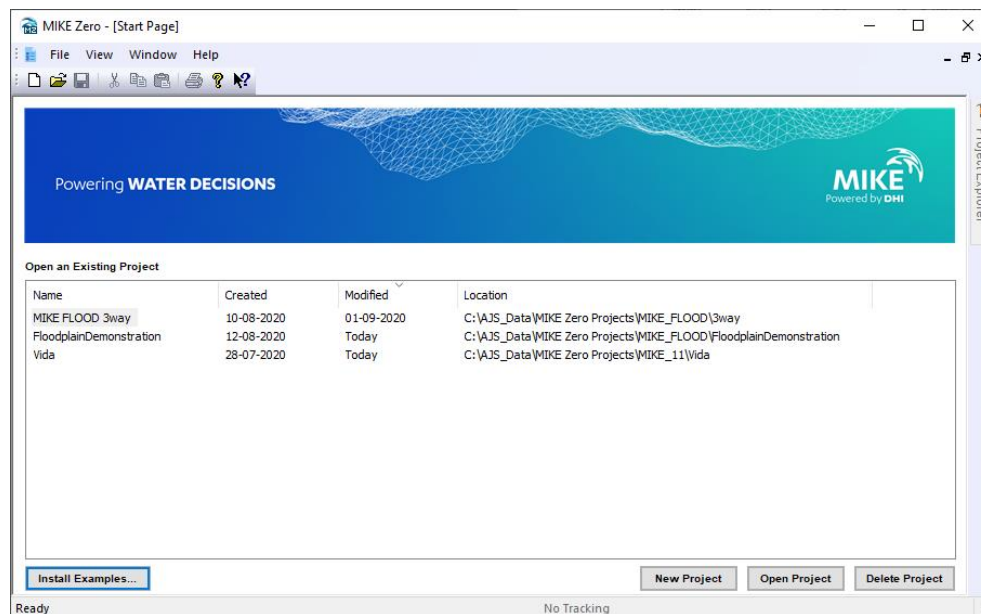 MIKE Zero - [Start Page]
File View Window Help
Powering WATER DECISIONS
MIKE
Powered by DHI
Project Explorer
Open an Existing Project
Name Created Modified Location
MIKE FLOOD 3way 10-08-2020 01-09-2020 C:\AJS_Data\MIKE Zero Projects\MIKE_FLOOD\3way
FloodplainDemonstration 12-08-2020 Today C:\AJS_Data\MIKE Zero Projects\MIKE_FLOOD\FloodplainDemonstration
Vida 28-07-2020 Today C:\AJS_Data\MIKE Zero Projects\MIKE_11\Vida
Install Examples... New Project Open Project Delete Project
Ready No Tracking